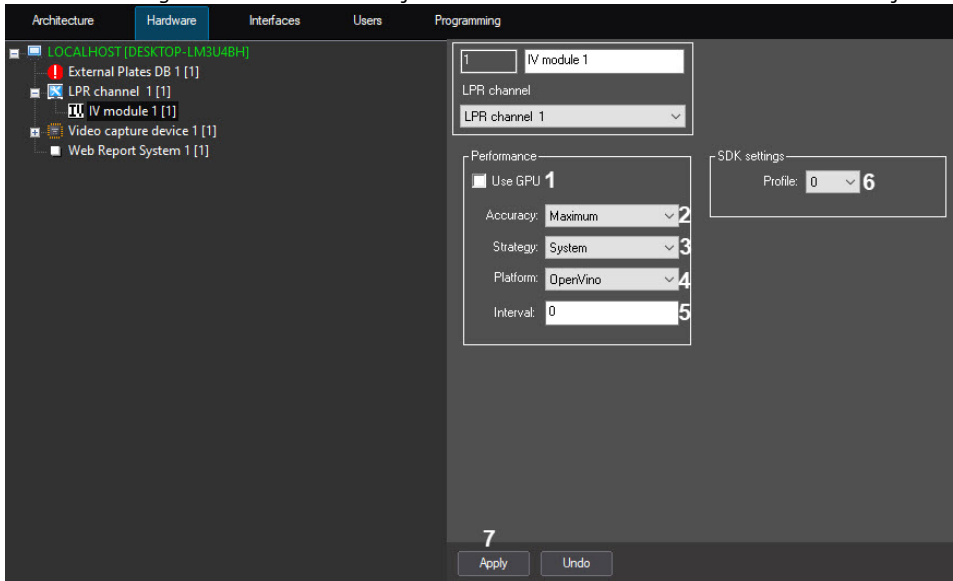 Architecture Hardware Interfaces Users Programming
LOCALHOST [DESKTOP-LM3U4BH]
External Plates DB 1 [1]
LPR channel 1 [1]
IV module 1 [1]
Video capture device 1 [1]
Web Report System 1 [1]
1 IV module 1
LPR channel
LPR channel 1
Performance
Use GPU 1
Accuracy: Maximum 2
Strategy: System 3
Platform: OpenVino 4
Interval: 0 5
SDK settings
Profile: 0 6
7
Apply Undo